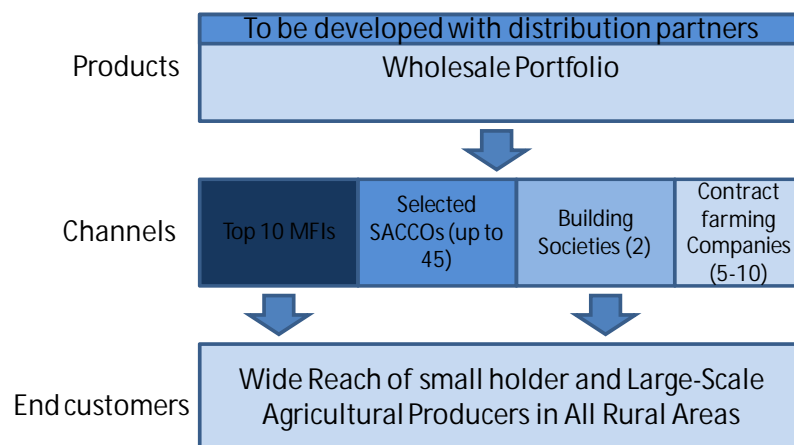 To be developed with distribution partners
Products
Wholesale Portfolio
Channels
Top 10 MFIs
Selected
SACCOs (up to
45)
Building
Societies (2)
Contract
farming
Companies
(5-10)
End customers
Wide Reach of small holder and Large-Scale
Agricultural Producers in All Rural Areas